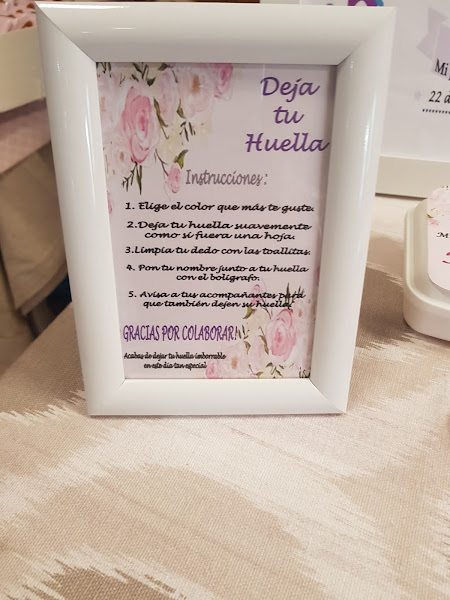 Deja
tu
Huella
Instrucciones:
1. Elige el color que más te guste.
2.Deja tu huella suavemente
como si fuera una hoja.
3.Limpia tu dedo con las toallitas.
4. Pon tu nombre junto a tu huella
con el bolígrafo.
5. Avisa a tus acompañantes para
que también dejen su huella.
GRACIAS POR COLABORAR!
Acabas de dejar tu huella imborrable
en este dia tan especial
Mi
22 d